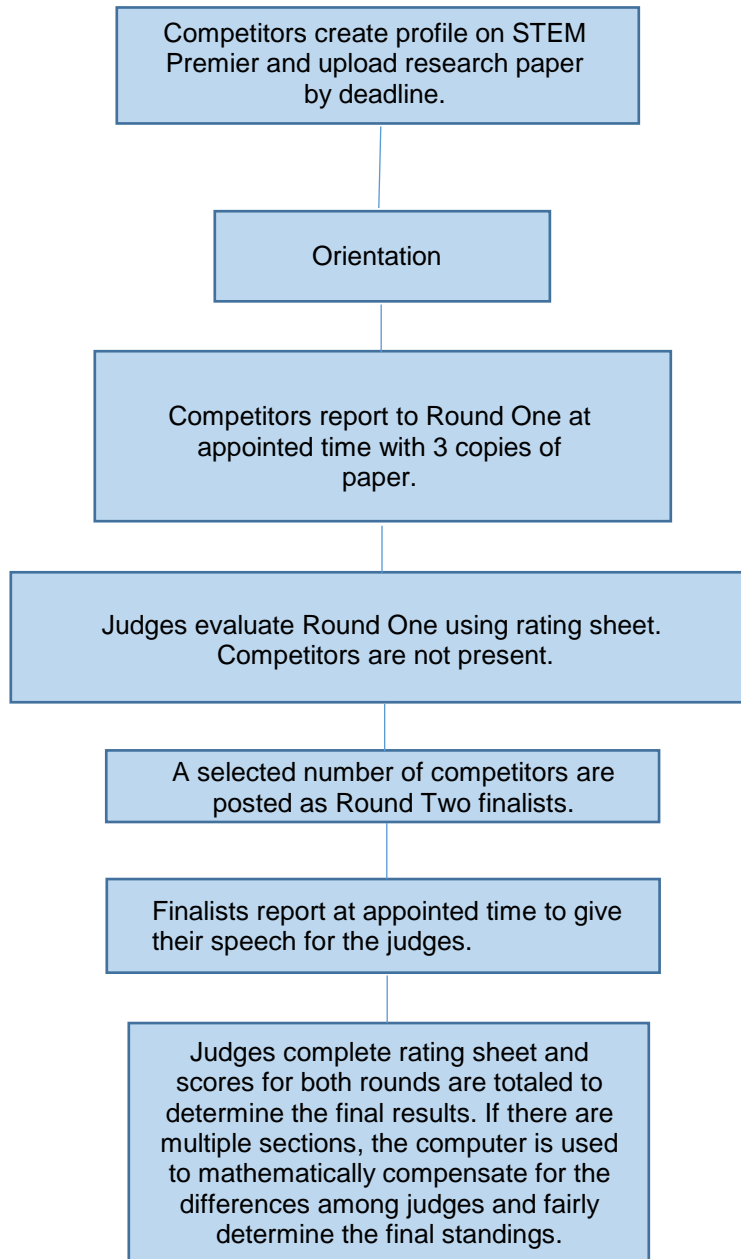 Competitors create profile on STEM
Premier and upload research paper
by deadline.
Orientation
Competitors report to Round One at
appointed time with 3 copies of
paper.
Judges evaluate Round One using rating sheet.
Competitors are not present.
A selected number of competitors are
posted as Round Two finalists.
Finalists report at appointed time to give
their speech for the judges.
Judges complete rating sheet and
scores for both rounds are totaled to
determine the final results. If there are
multiple sections, the computer is used
to mathematically compensate for the
differences among judges and fairly
determine the final standings.